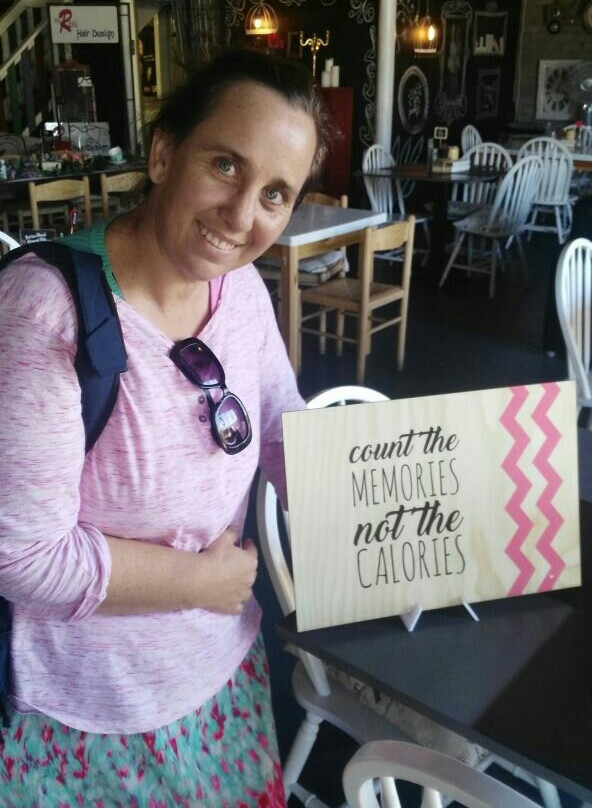 Hair Design
count the
MEMORIES
not the
CALORIES